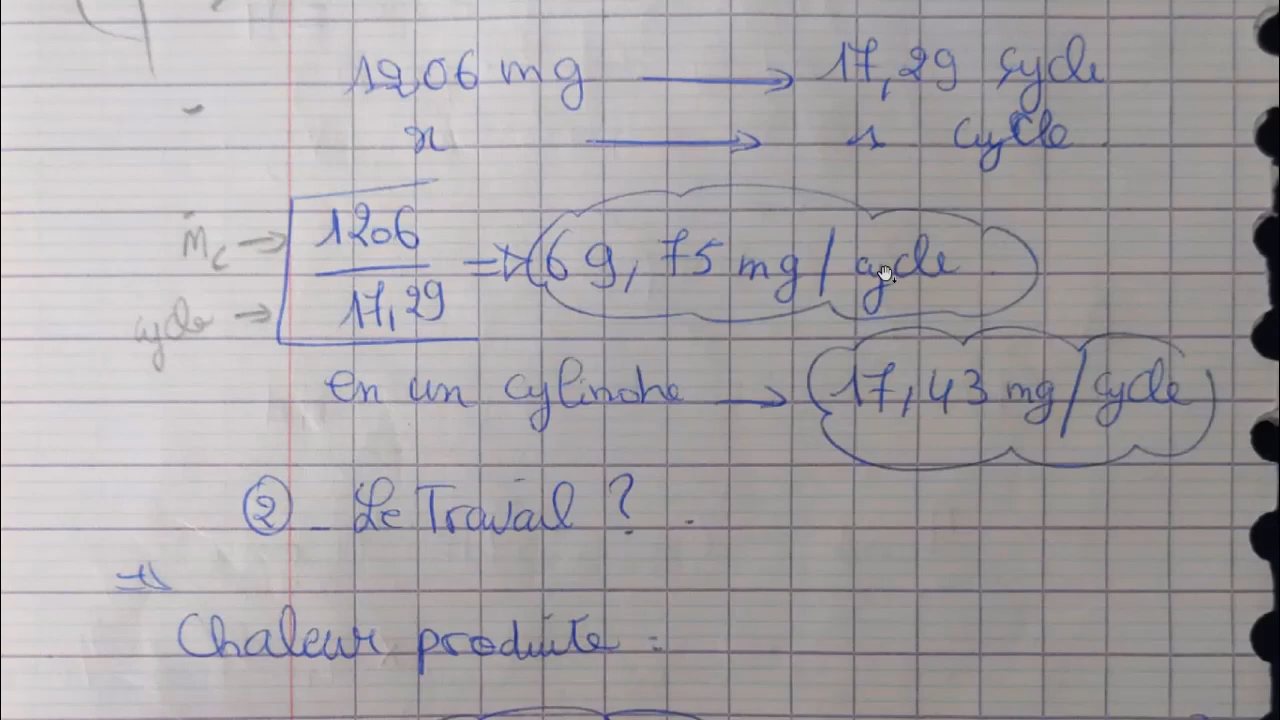 1206 mg → 17,29 cycle
x → 1 cycle
ṁc → 1206
cycle → 17,29
=> 69,75 mg/cycle
en un cylindre → 17,43 mg/cycle
② - Le Travail ? .
=>
Chaleur produite :